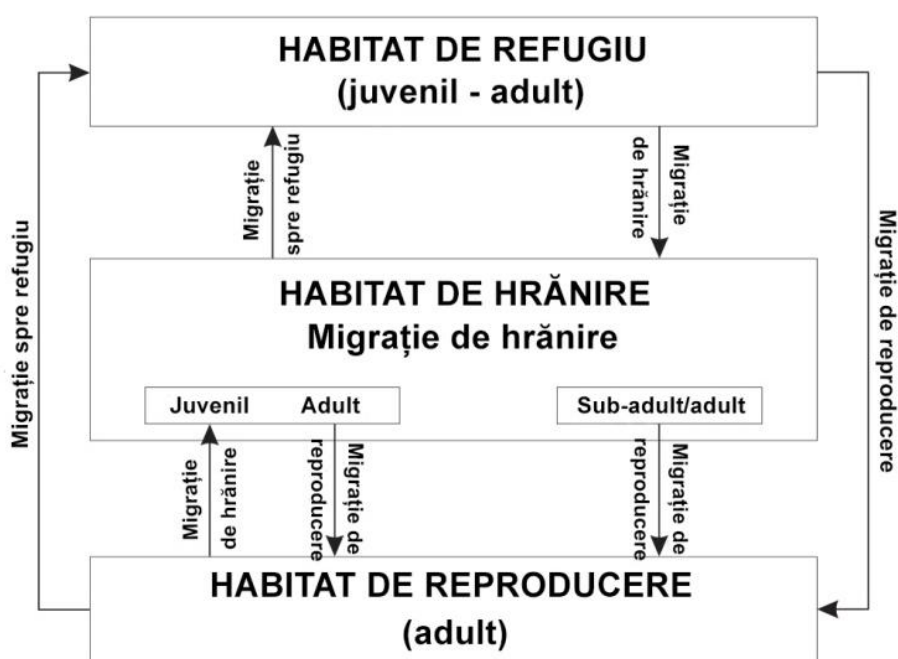 HABITAT DE REFUGIU
(juvenil - adult)
Migrație
spre refugiu
Migrație
de hrănire
Migrație spre refugiu
Migrație de reproducere
HABITAT DE HRĂNIRE
Migrație de hrănire
Juvenil Adult
Sub-adult/adult
Migrație
de hrănire
Migrație de
reproducere
Migrație de
reproducere
HABITAT DE REPRODUCERE
(adult)